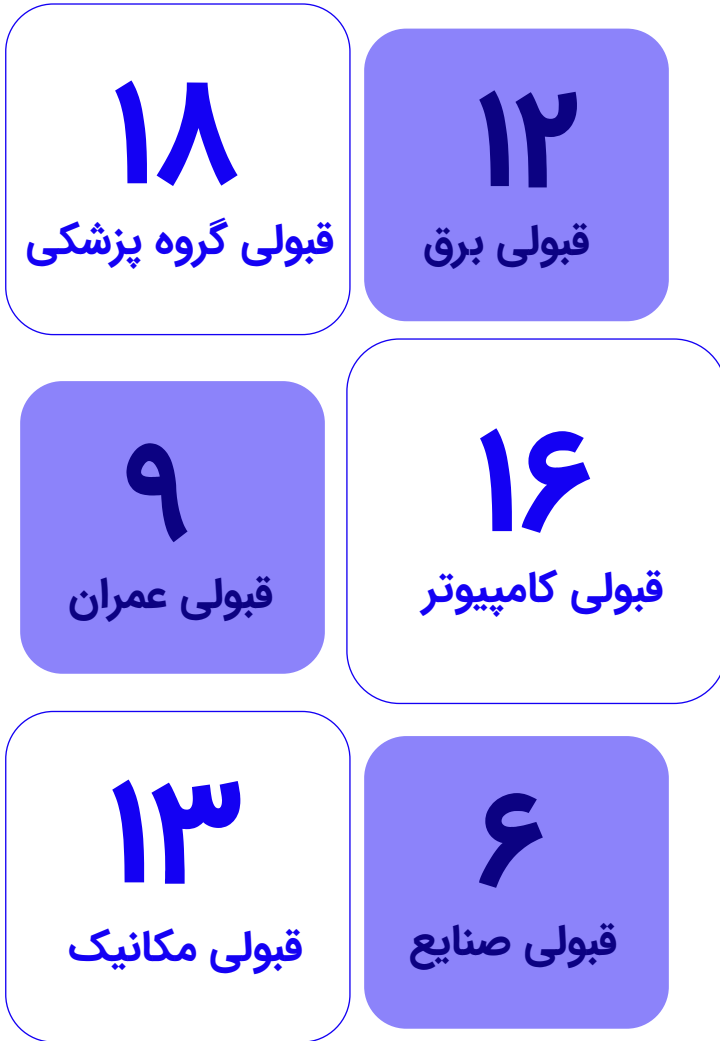 ۱۲
قبولی برق
۱۸
قبولی گروه پزشکی
۱۶
قبولی کامپیوتر
۹
قبولی عمران
۶
قبولی صنایع
۱۳
قبولی مکانیک